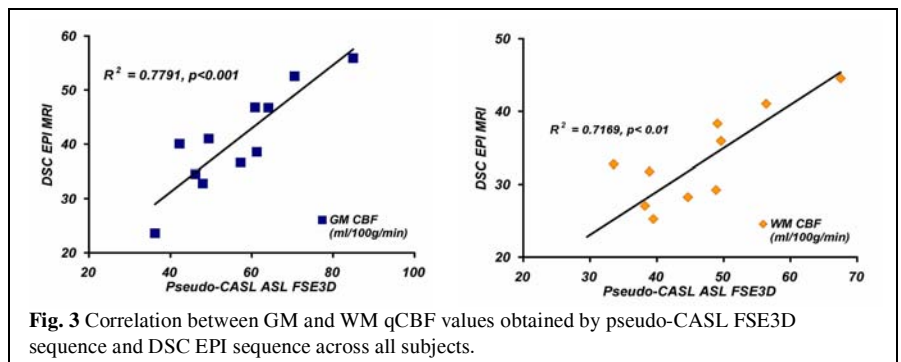 60
50
40
30
20
DSC EPI MRI
R² = 0.7791, p<0.001
GM CBF
(ml/100g/min)
20 40 60 80 100
Pseudo-CASL ASL FSE3D
50
40
30
20
DSC EPI MRI
R² = 0.7169, p< 0.01
WM CBF
(ml/100g/min)
20 30 40 50 60 70
Pseudo-CASL ASL FSE3D
Fig. 3 Correlation between GM and WM qCBF values obtained by pseudo-CASL FSE3D
sequence and DSC EPI sequence across all subjects.